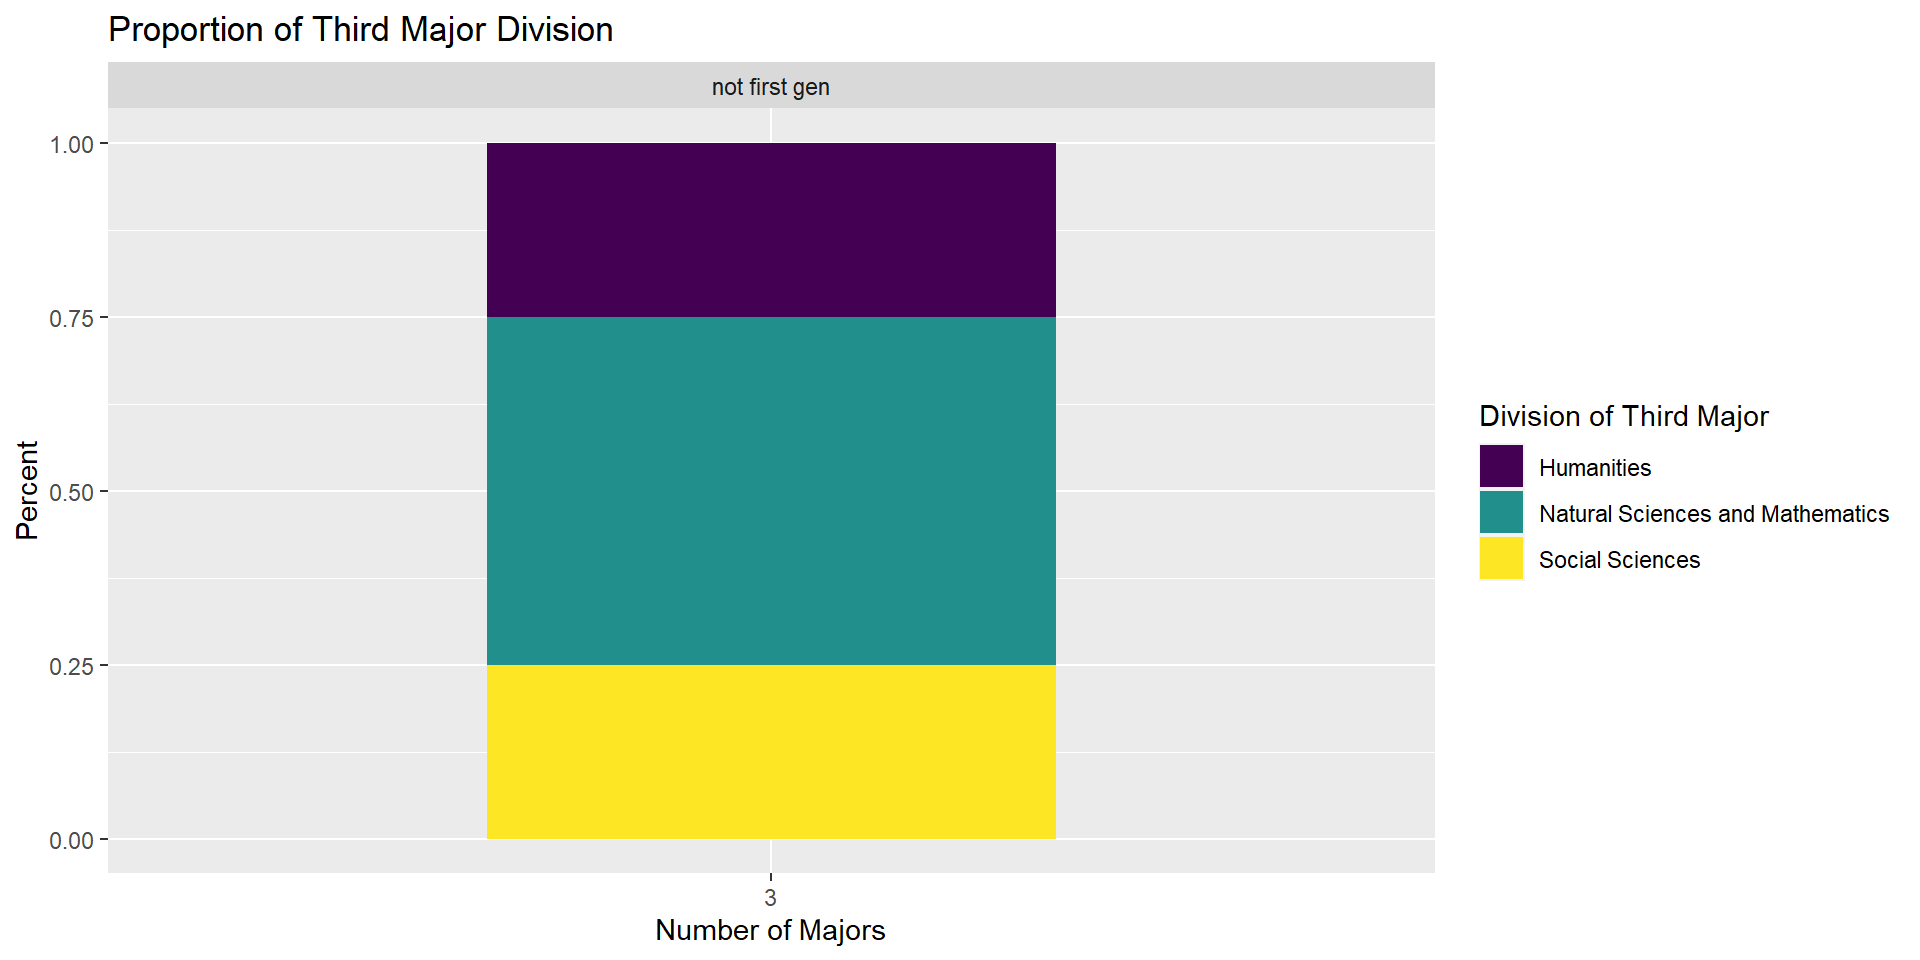 Proportion of Third Major Division
not first gen
1.00
0.75
0.50
0.25
0.00
Percent
3
Number of Majors
Division of Third Major
Humanities
Natural Sciences and Mathematics
Social Sciences